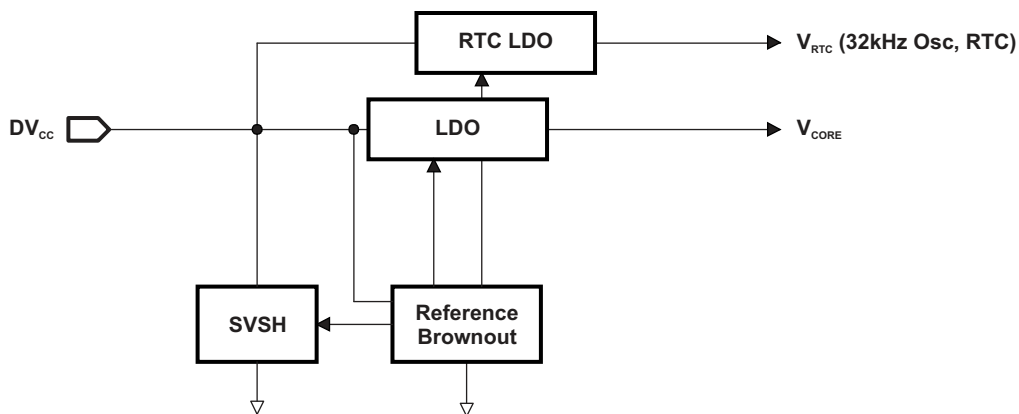 RTC LDO
V_RTC (32kHz Osc, RTC)
DV_CC
LDO
V_CORE
SVSH
Reference
Brownout